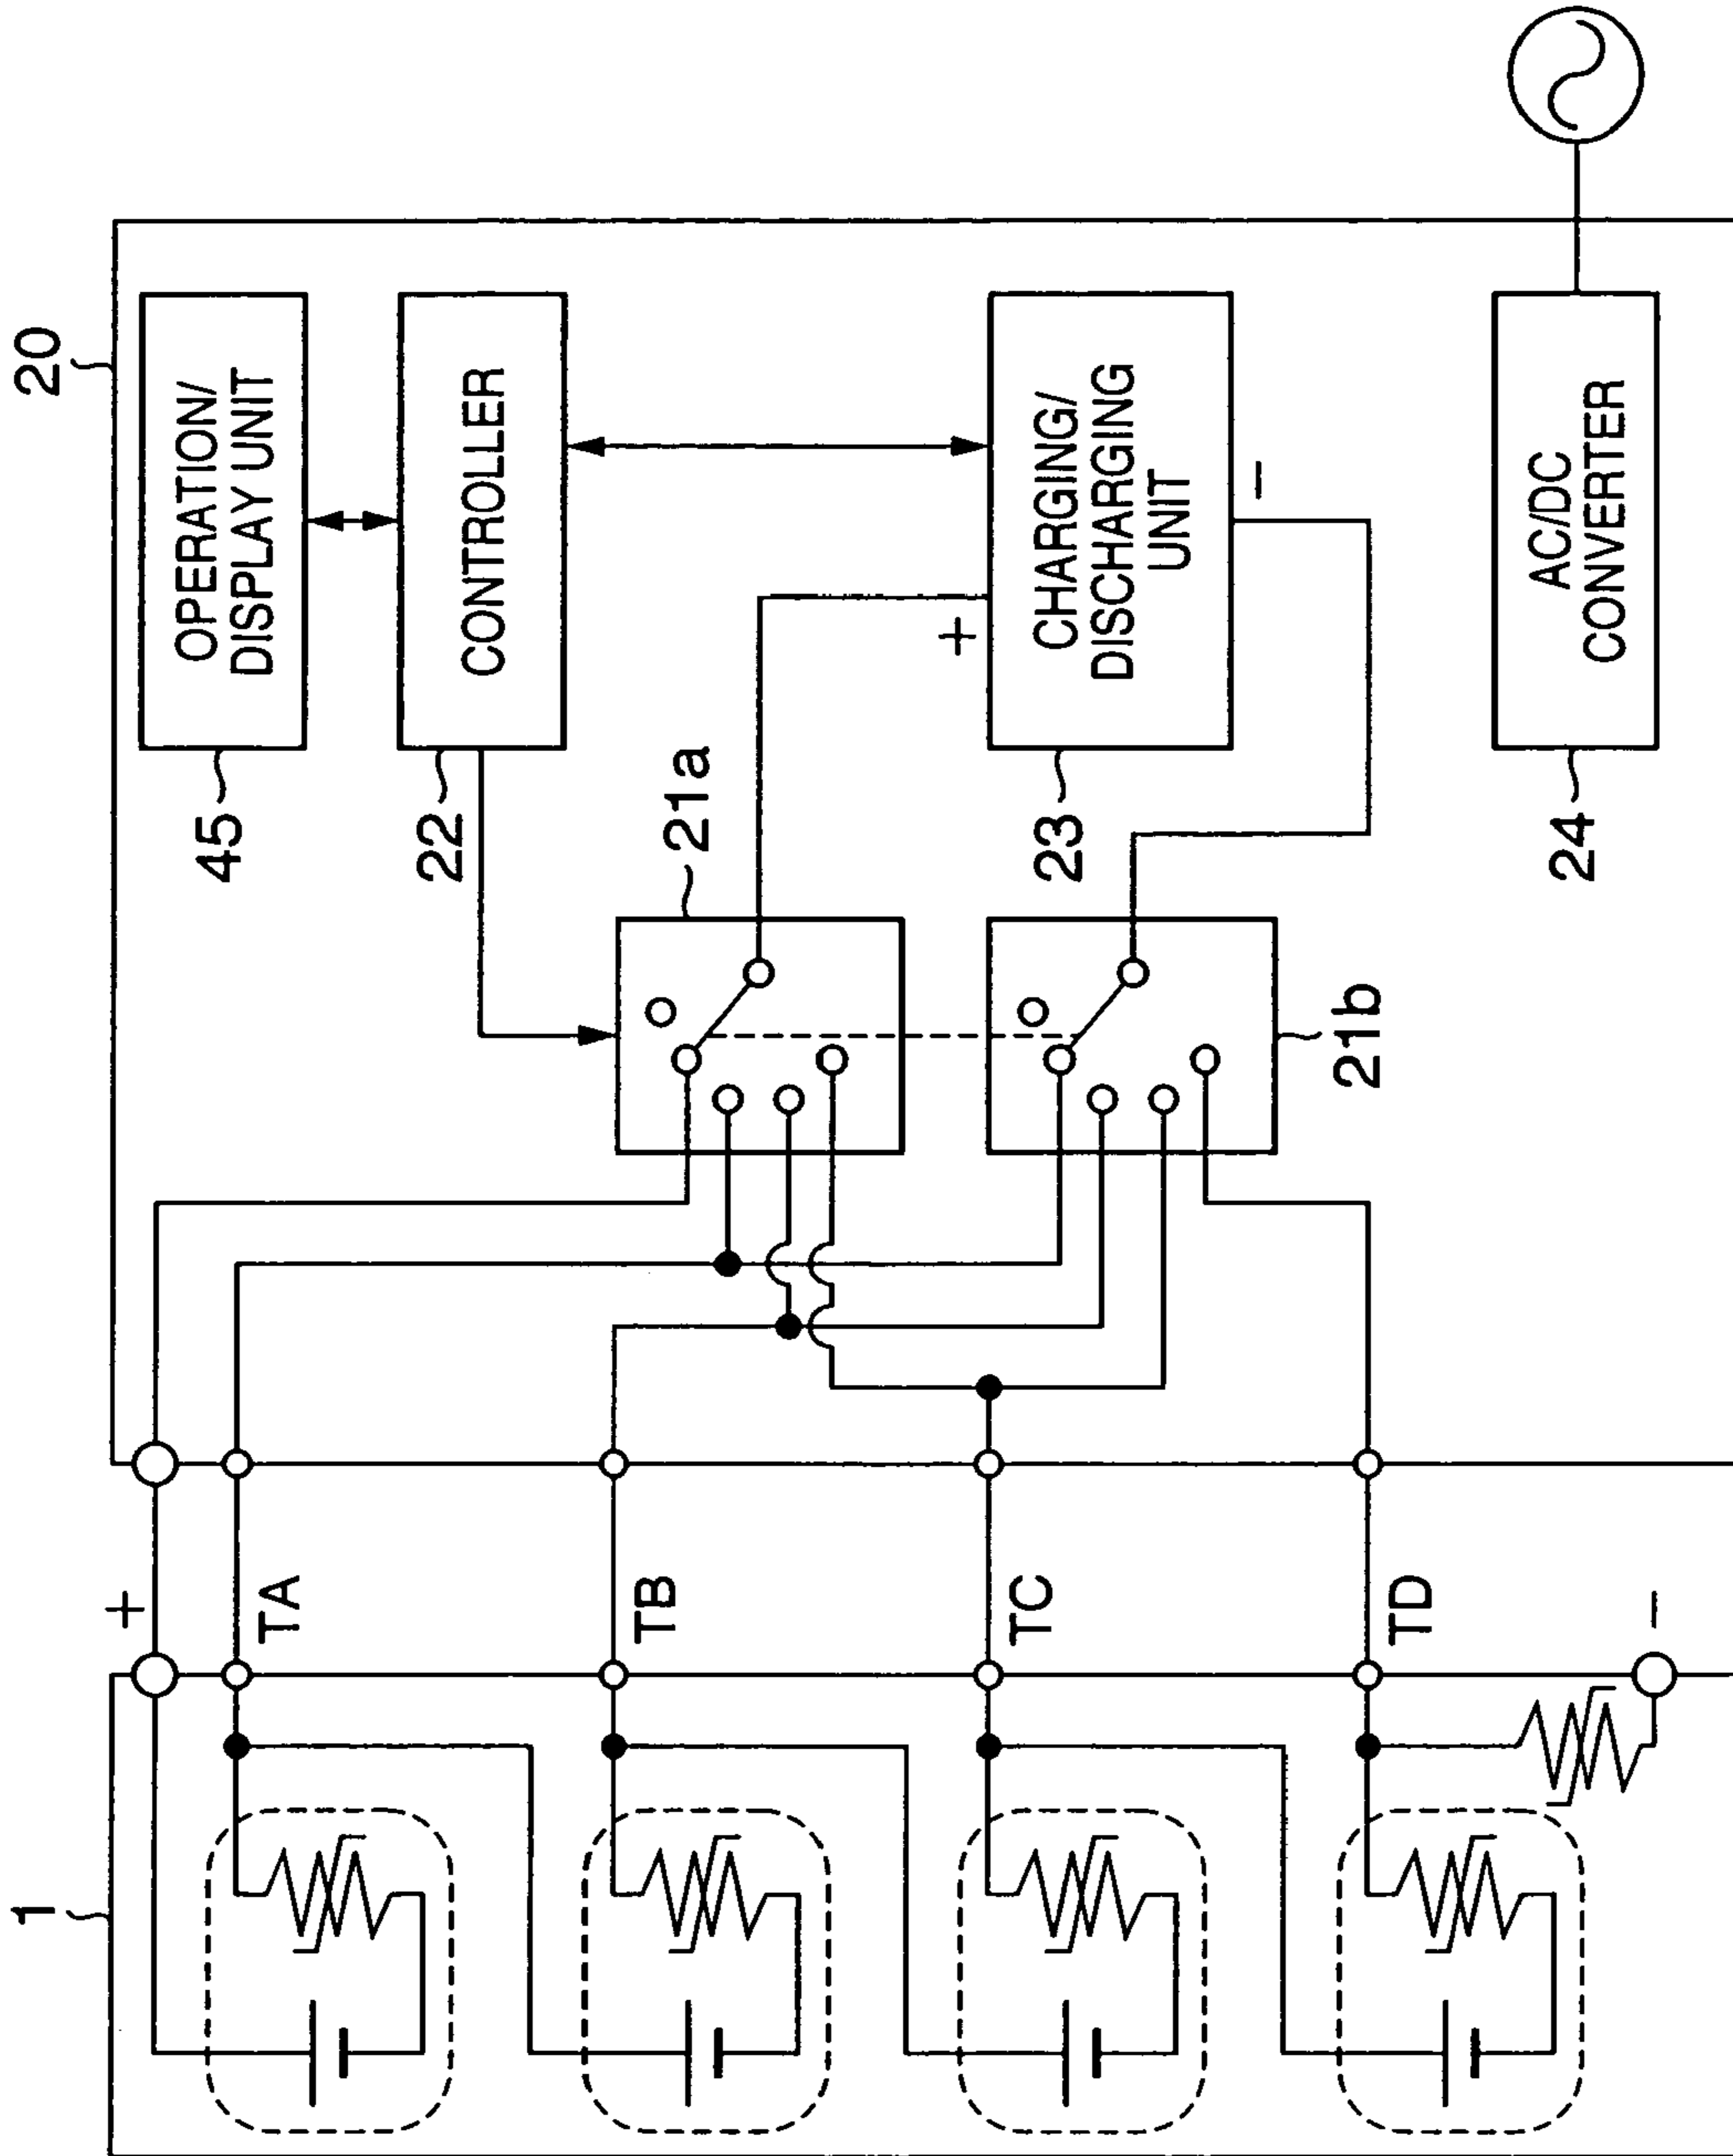 20
OPERATION/
DISPLAY UNIT
45
CONTROLLER
22
21a
+
CHARGING/
DISCHARGING
UNIT
−
23
21b
AC/DC
CONVERTER
24
1
+
TA
TB
TC
TD
−